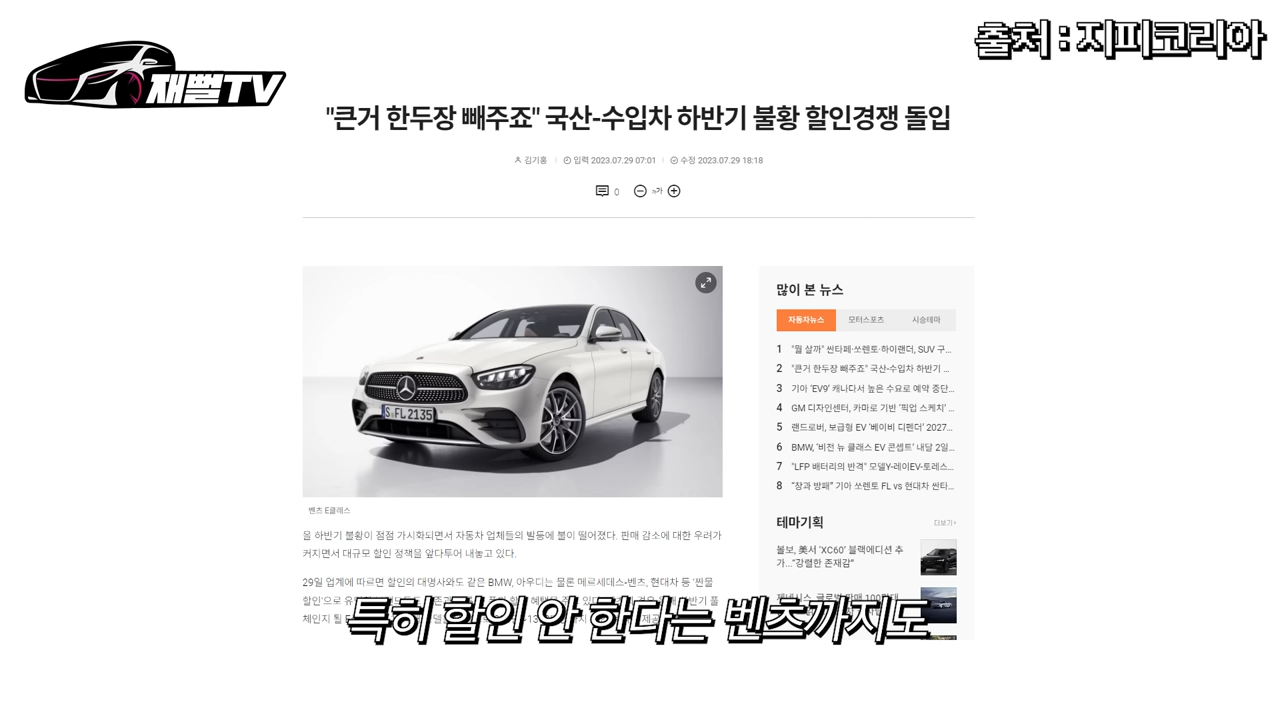 출처 : 지피코리아
재뻘TV
"큰거 한두장 빼주죠" 국산-수입차 하반기 불황 할인경쟁 돌입
김기홍 입력 2023.07.29 07:01 수정 2023.07.29 18:18
0 가
S FL 2135
벤츠 E클래스
올 하반기 불황이 점점 가시화되면서 자동차 업체들의 발등에 불이 떨어졌다. 판매 감소에 대한 우려가
커지면서 대규모 할인 정책을 앞다투어 내놓고 있다.
29일 업계에 따르면 할인의 대명사와도 같은 BMW, 아우디는 물론 메르세데스-벤츠, 현대차 등 '짠물
할인'으로 유
체인지
특히 할인 안 한다는 벤츠까지도
많이 본 뉴스
자동차뉴스 모터스포츠 시승테마
1 "뭘 살까" 싼타페·쏘렌토·하이랜더, SUV 구...
2 "큰거 한두장 빼주죠" 국산-수입차 하반기 ...
3 기아 'EV9' 캐나다서 높은 수요로 예약 중단...
4 GM 디자인센터, 카마로 기반 '픽업 스케치' ...
5 랜드로버, 보급형 EV '베이비 디펜더' 2027...
6 BMW, '비전 뉴 클래스 EV 콘셉트' 내달 2일...
7 "LFP 배터리의 반격" 모델Y-레이EV-토레스...
8 "창과 방패" 기아 쏘렌토 FL vs 현대차 싼타...
테마기획 더보기+
볼보, 美서 'XC60' 블랙에디션 추
가..."강렬한 존재감"